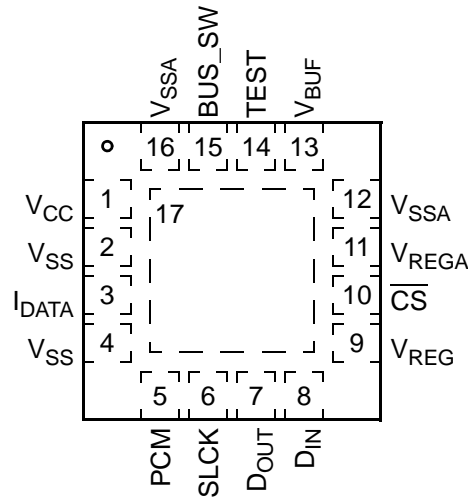 VSSA
BUS_SW
TEST
VBUF
16 15 14 13
VCC 1
VSS 2
IDATA 3
VSS 4
17
12 VSSA
11 VREGA
10 C̅S̅
9 VREG
5 6 7 8
PCM
SLCK
DOUT
DIN